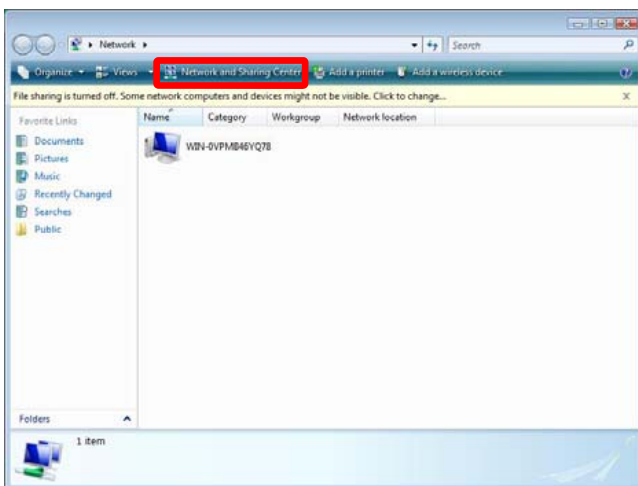 Network
Search
Organize Views Network and Sharing Center Add a printer Add a wireless device
File sharing is turned off. Some network computers and devices might not be visible. Click to change...
Favorite Links
Name Category Workgroup Network location
Documents
Pictures
Music
Recently Changed
Searches
Public
WIN-0VPMB46YQ78
Folders
1 item